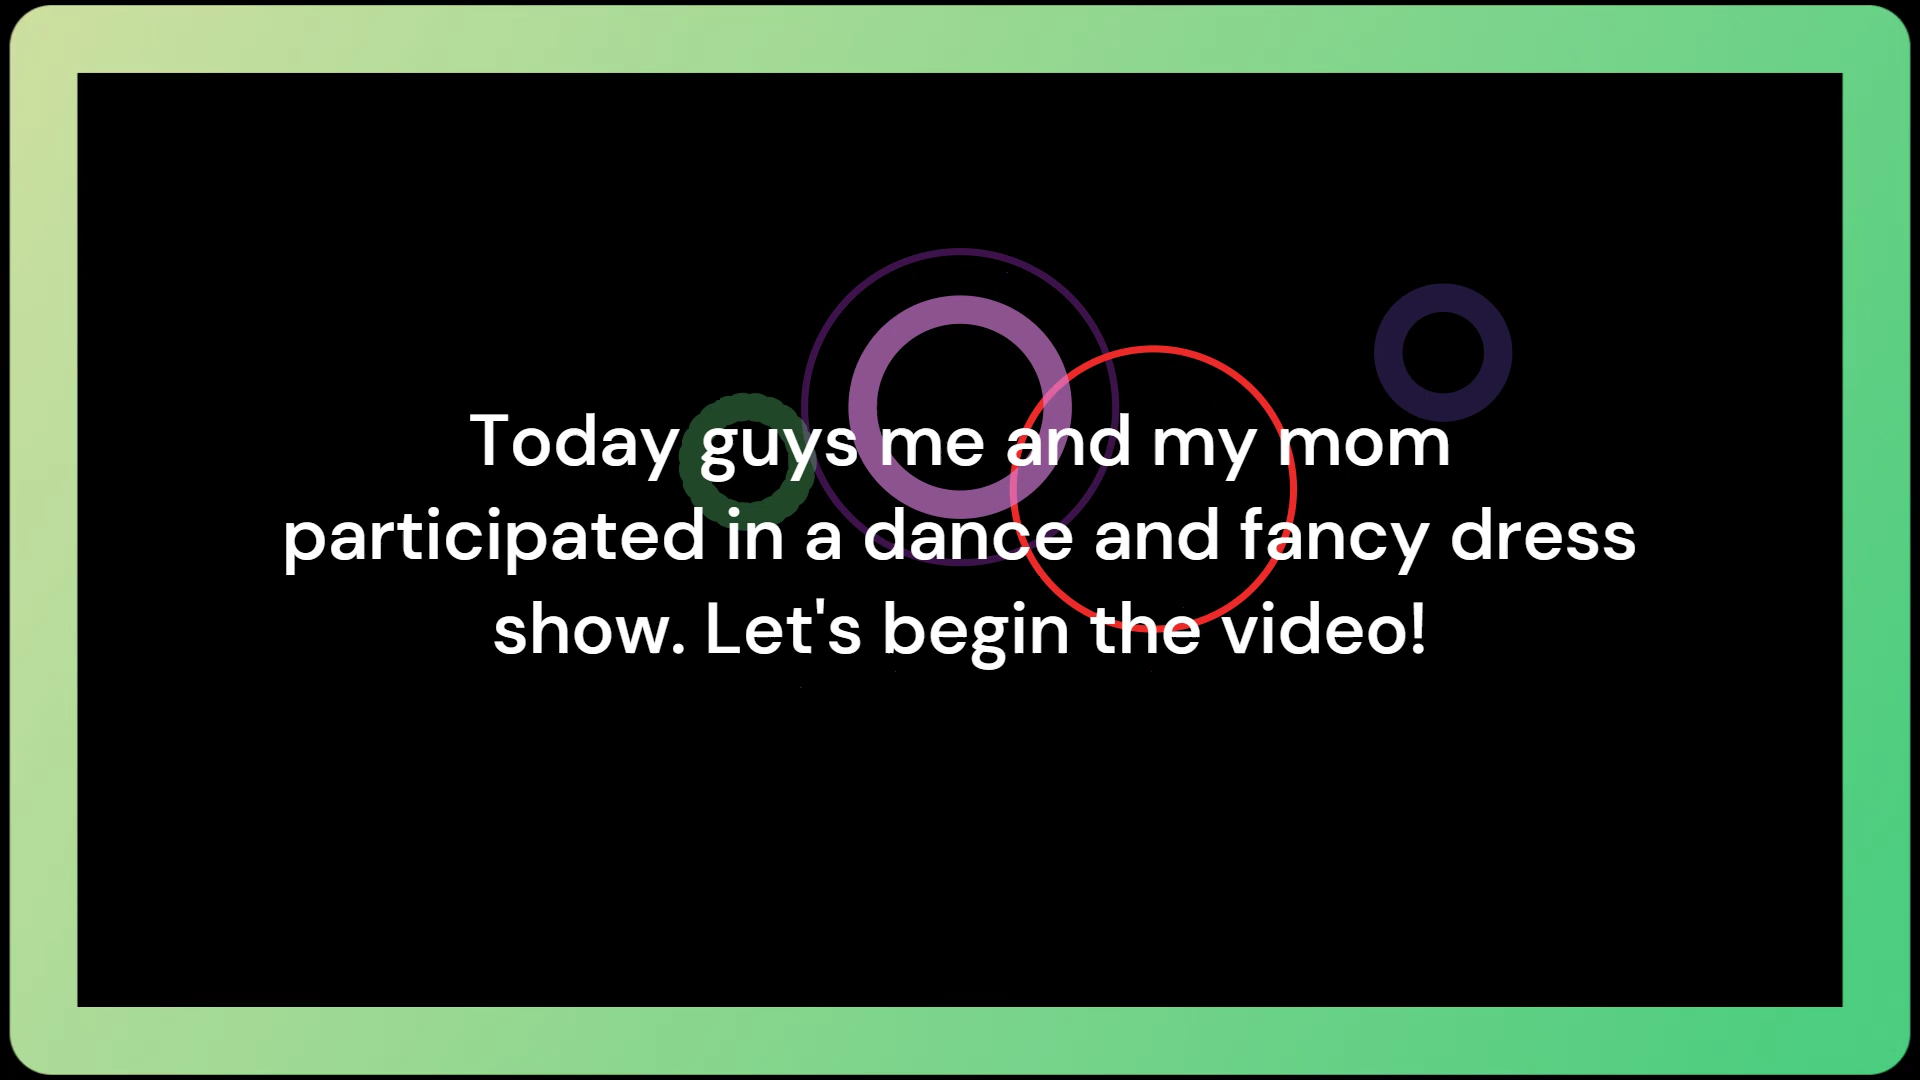 Today guys me and my mom
participated in a dance and fancy dress
show. Let's begin the video!